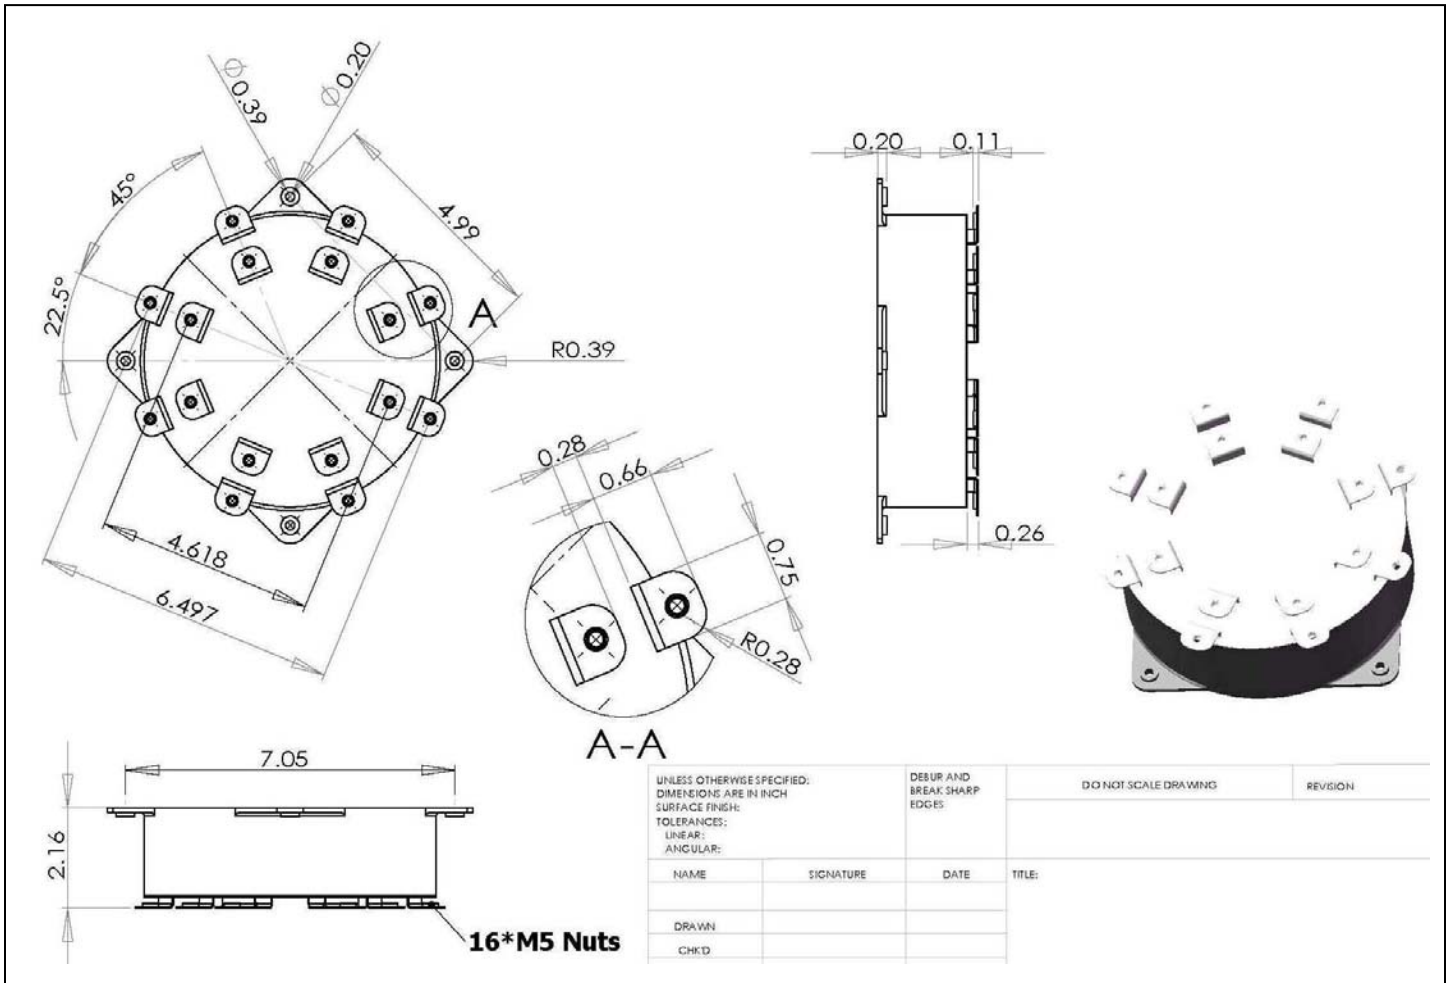 Ø 0.39
Ø 0.20
45°
22.5°
4.99
A
R0.39
4.618
6.497
0.20
0.11
0.26
0.28
0.66
0.75
R0.28
A-A
7.05
2.16
16*M5 Nuts
UNLESS OTHERWISE SPECIFIED:
DIMENSIONS ARE IN INCH
SURFACE FINISH:
TOLERANCES:
LINEAR:
ANGULAR:
DEBUR AND
BREAK SHARP
EDGES
DO NOT SCALE DRAWING
REVISION
NAME
SIGNATURE
DATE
TITLE:
DRAWN
CHK'D